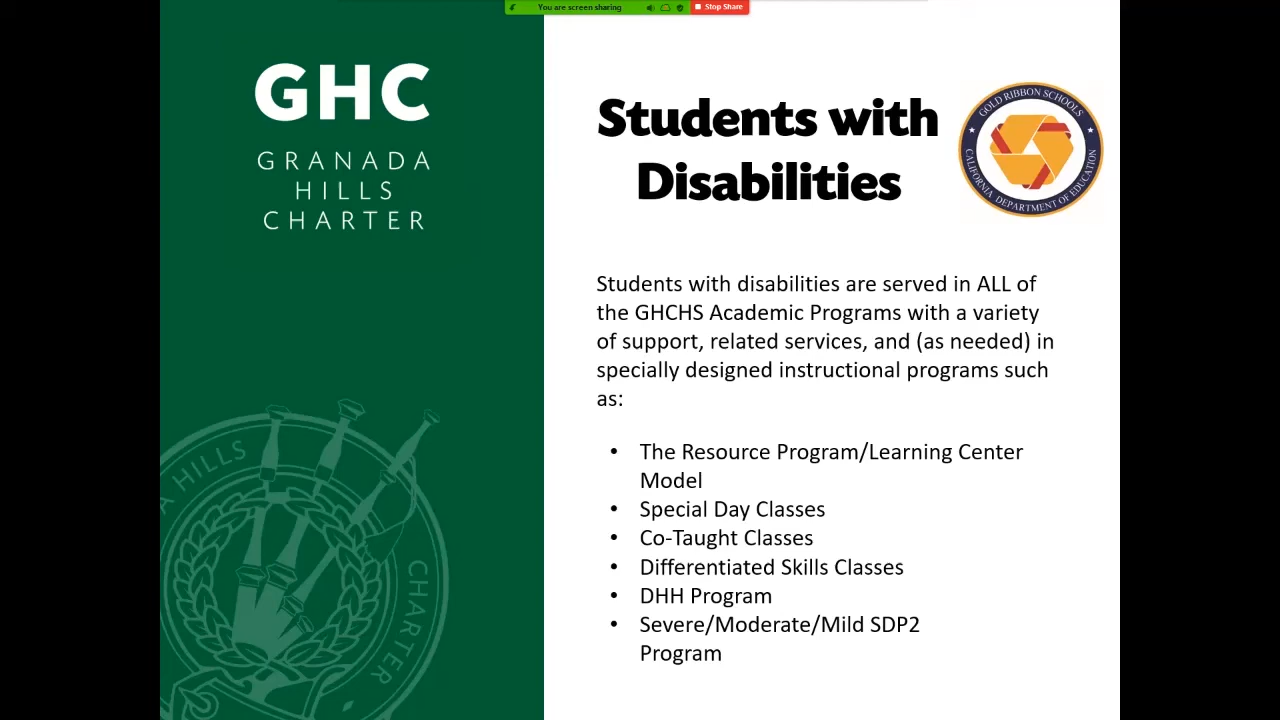 You are screen sharing
Stop Share
GHC
GRANADA
HILLS
CHARTER
Students with
Disabilities
GOLD RIBBON SCHOOLS
CALIFORNIA DEPARTMENT OF EDUCATION
Students with disabilities are served in ALL of
the GHCHS Academic Programs with a variety
of support, related services, and (as needed) in
specially designed instructional programs such
as:
• The Resource Program/Learning Center
Model
• Special Day Classes
• Co-Taught Classes
• Differentiated Skills Classes
• DHH Program
• Severe/Moderate/Mild SDP2
Program
HILLS
CHARTER